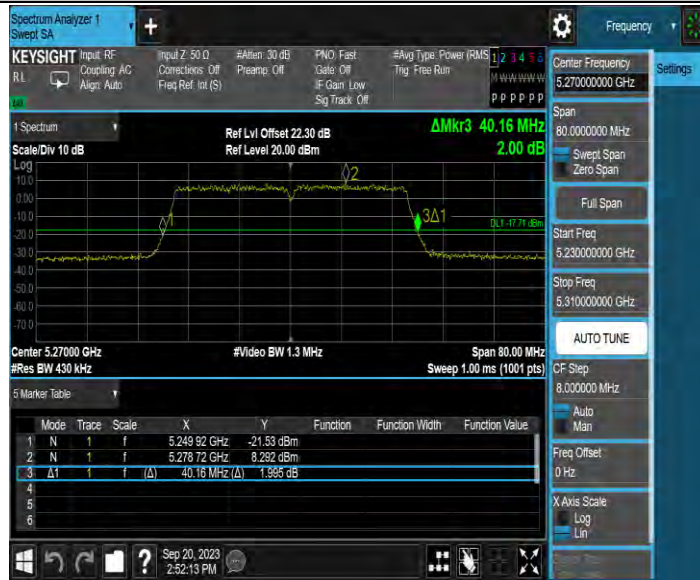 Spectrum Analyzer 1
Swept SA
+
Frequency
KEYSIGHT
RL
Input: RF
Coupling: AC
Align: Auto
Input Z: 50 Ω
Corrections: Off
Freq Ref: Int (S)
#Atten: 30 dB
Preamp: Off
PNO: Fast
Gate: Off
IF Gain: Low
Sig Track: Off
#Avg Type: Power (RMS
Trig: Free Run
1 2 3 4 5 6
M W W W W W
P P P P P P
Center Frequency
5.270000000 GHz
Settings
1 Spectrum
Scale/Div 10 dB
Ref Lvl Offset 22.30 dB
Ref Level 20.00 dBm
ΔMkr3 40.16 MHz
2.00 dB
Span
80.0000000 MHz
Swept Span
Zero Span
Full Span
Log
10.0
0.00
-10.0
-20.0
-30.0
-40.0
-50.0
-60.0
-70.0
1
2
3Δ1
DL1 -17.71 dBm
Start Freq
5.230000000 GHz
Stop Freq
5.310000000 GHz
AUTO TUNE
Center 5.27000 GHz
#Res BW 430 kHz
#Video BW 1.3 MHz
Span 80.00 MHz
Sweep 1.00 ms (1001 pts)
CF Step
8.000000 MHz
Auto
Man
5 Marker Table
Mode Trace Scale X Y Function Function Width Function Value
1 N 1 f 5.249 92 GHz -21.53 dBm
2 N 1 f 5.278 72 GHz 8.292 dBm
3 Δ1 1 f (Δ) 40.16 MHz (Δ) 1.995 dB
4
5
6
Freq Offset
0 Hz
X Axis Scale
Log
Lin
?
Sep 20, 2023
2:52:13 PM